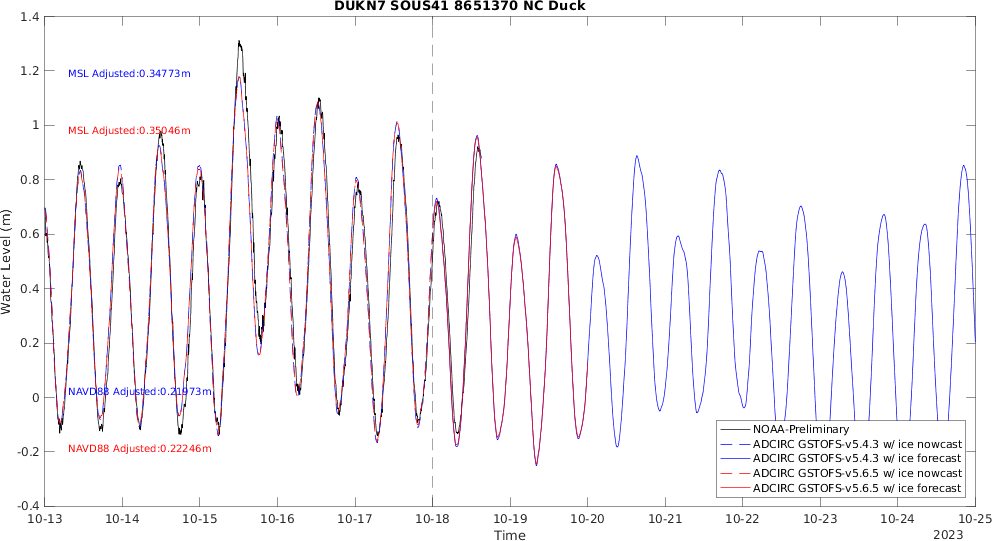 DUKN7 SOUS41 8651370 NC Duck
1.4
1.2
1
0.8
0.6
0.4
0.2
0
-0.2
-0.4
Water Level (m)
MSL Adjusted:0.34773m
MSL Adjusted:0.35046m
NAVD88 Adjusted:0.21973m
NAVD88 Adjusted:0.22246m
NOAA-Preliminary
ADCIRC GSTOFS-v5.4.3 w/ ice nowcast
ADCIRC GSTOFS-v5.4.3 w/ ice forecast
ADCIRC GSTOFS-v5.6.5 w/ ice nowcast
ADCIRC GSTOFS-v5.6.5 w/ ice forecast
10-13 10-14 10-15 10-16 10-17 10-18 10-19 10-20 10-21 10-22 10-23 10-24 10-25
Time
2023